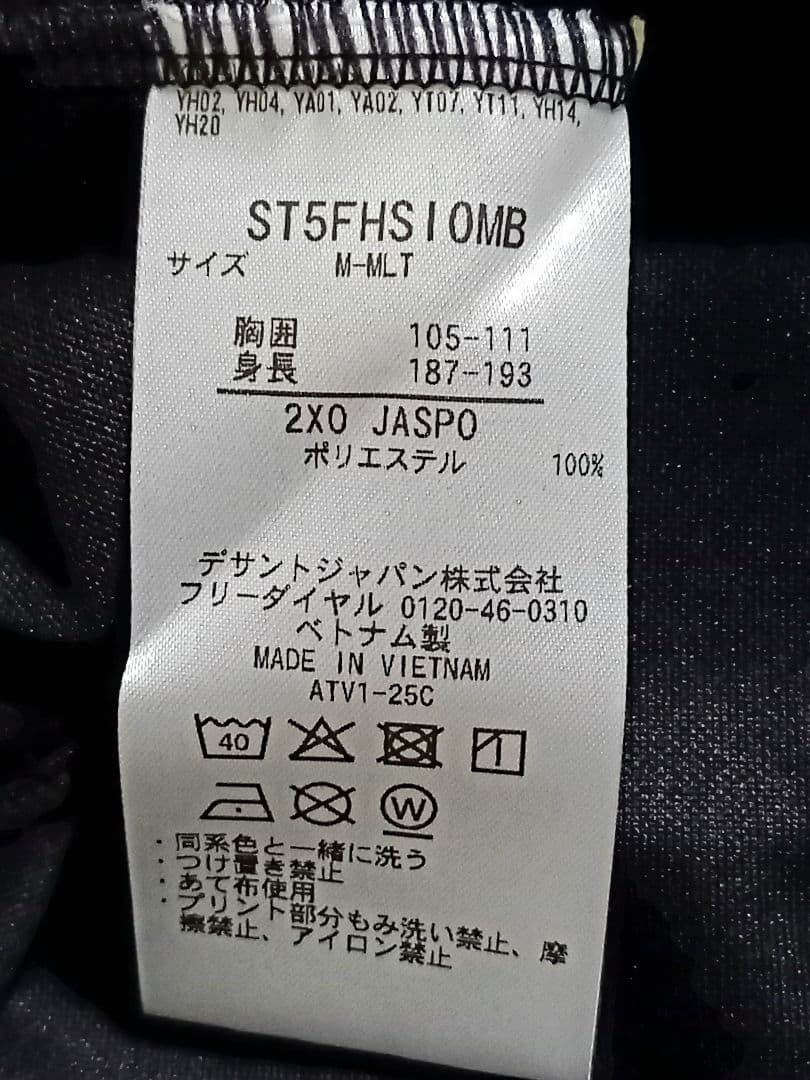 YH02, YH04, YA01, YA02, YT07, YT11, YH14,
YH20
ST5FHS10MB
サイズ M-MLT
胸囲 105-111
身長 187-193
2XO JASPO
ポリエステル 100%
デサントジャパン株式会社
フリーダイヤル 0120-46-0310
ベトナム製
MADE IN VIETNAM
ATV1-25C
40
W
・同系色と一緒に洗う
・つけ置き禁止
・あて布使用
・プリント部分もみ洗い禁止、摩
擦禁止、アイロン禁止